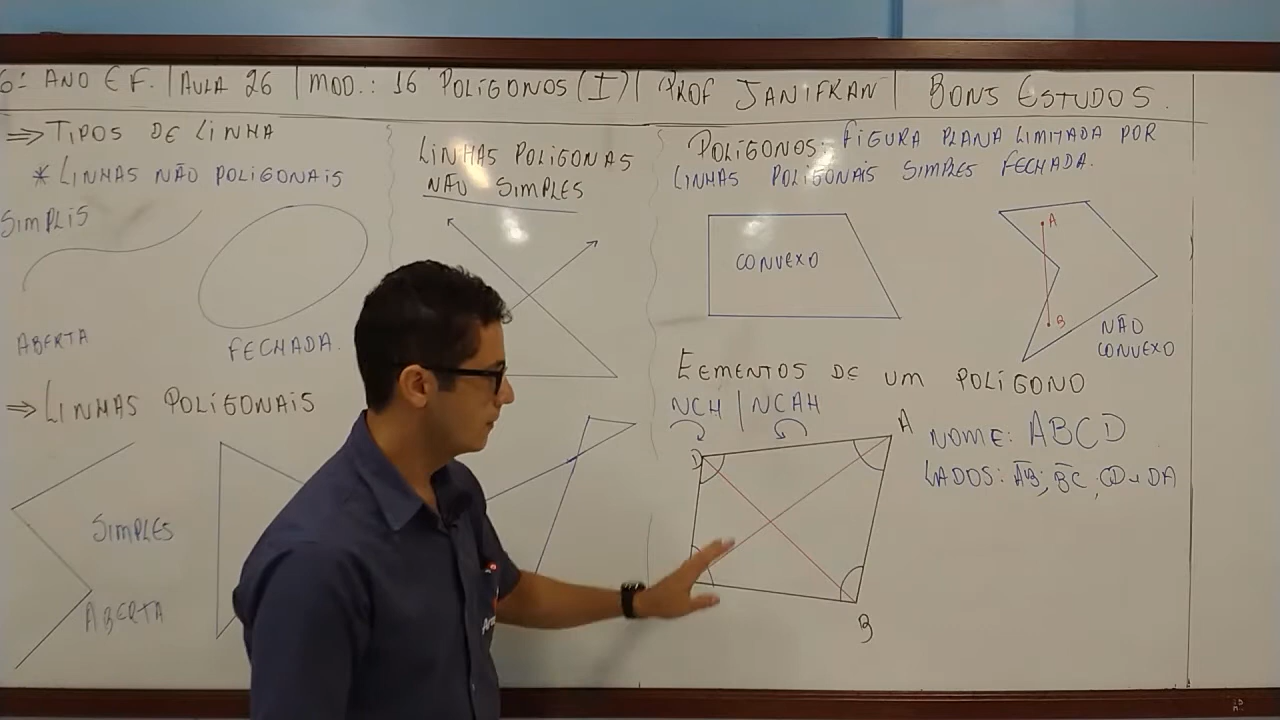 6º ANO E F. | AULA 26 | MOD.: 16 POLÍGONOS (I) | PROF JANIFRAN | BONS ESTUDOS.
⇒ TIPOS DE LINHA
* LINHAS NÃO POLIGONAIS
SIMPLIS
ABERTA
FECHADA.
⇒ LINHAS POLIGONAIS
SIMPLES
ABERTA
LINHAS POLIGONAS
NÃO SIMPLES
POLÍGONOS: FIGURA PLANA LIMITADA POR
LINHAS POLIGONAIS SIMPLES FECHADA.
CONVEXO
A
B
NÃO
CONVEXO
ELEMENTOS DE UM POLÍGONO
NCH | NCAH
D
A
B
NOME: ABCD
LADOS: AB; BC, CD DA